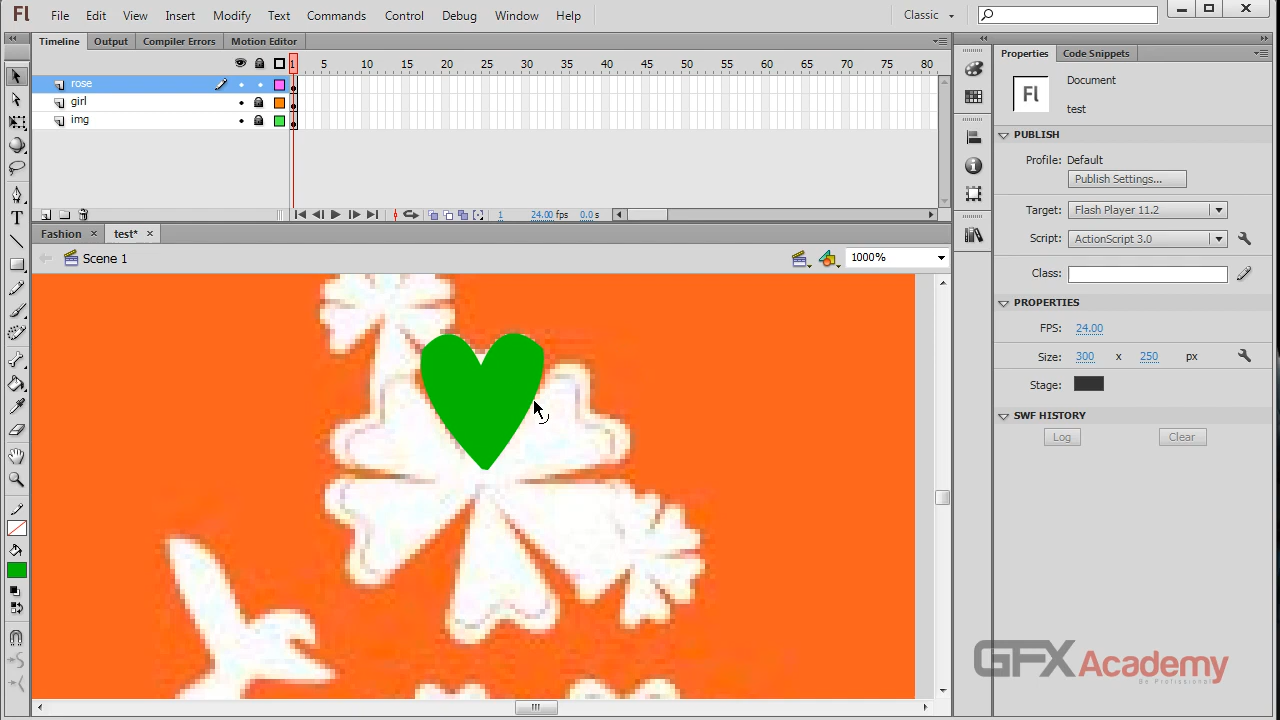 Fl File Edit View Insert Modify Text Commands Control Debug Window Help Classic
Timeline Output Compiler Errors Motion Editor
1 5 10 15 20 25 30 35 40 45 50 55 60 65 70 75 80
rose
girl
img
1 24.00 fps 0.0 s
Fashion test*
Scene 1 1000%
T
Properties Code Snippets
Fl
Document
test
PUBLISH
Profile: Default
Publish Settings...
Target: Flash Player 11.2
Script: ActionScript 3.0
Class:
PROPERTIES
FPS: 24.00
Size: 300 x 250 px
Stage:
SWF HISTORY
Log Clear
GFX Academy
Be Professional